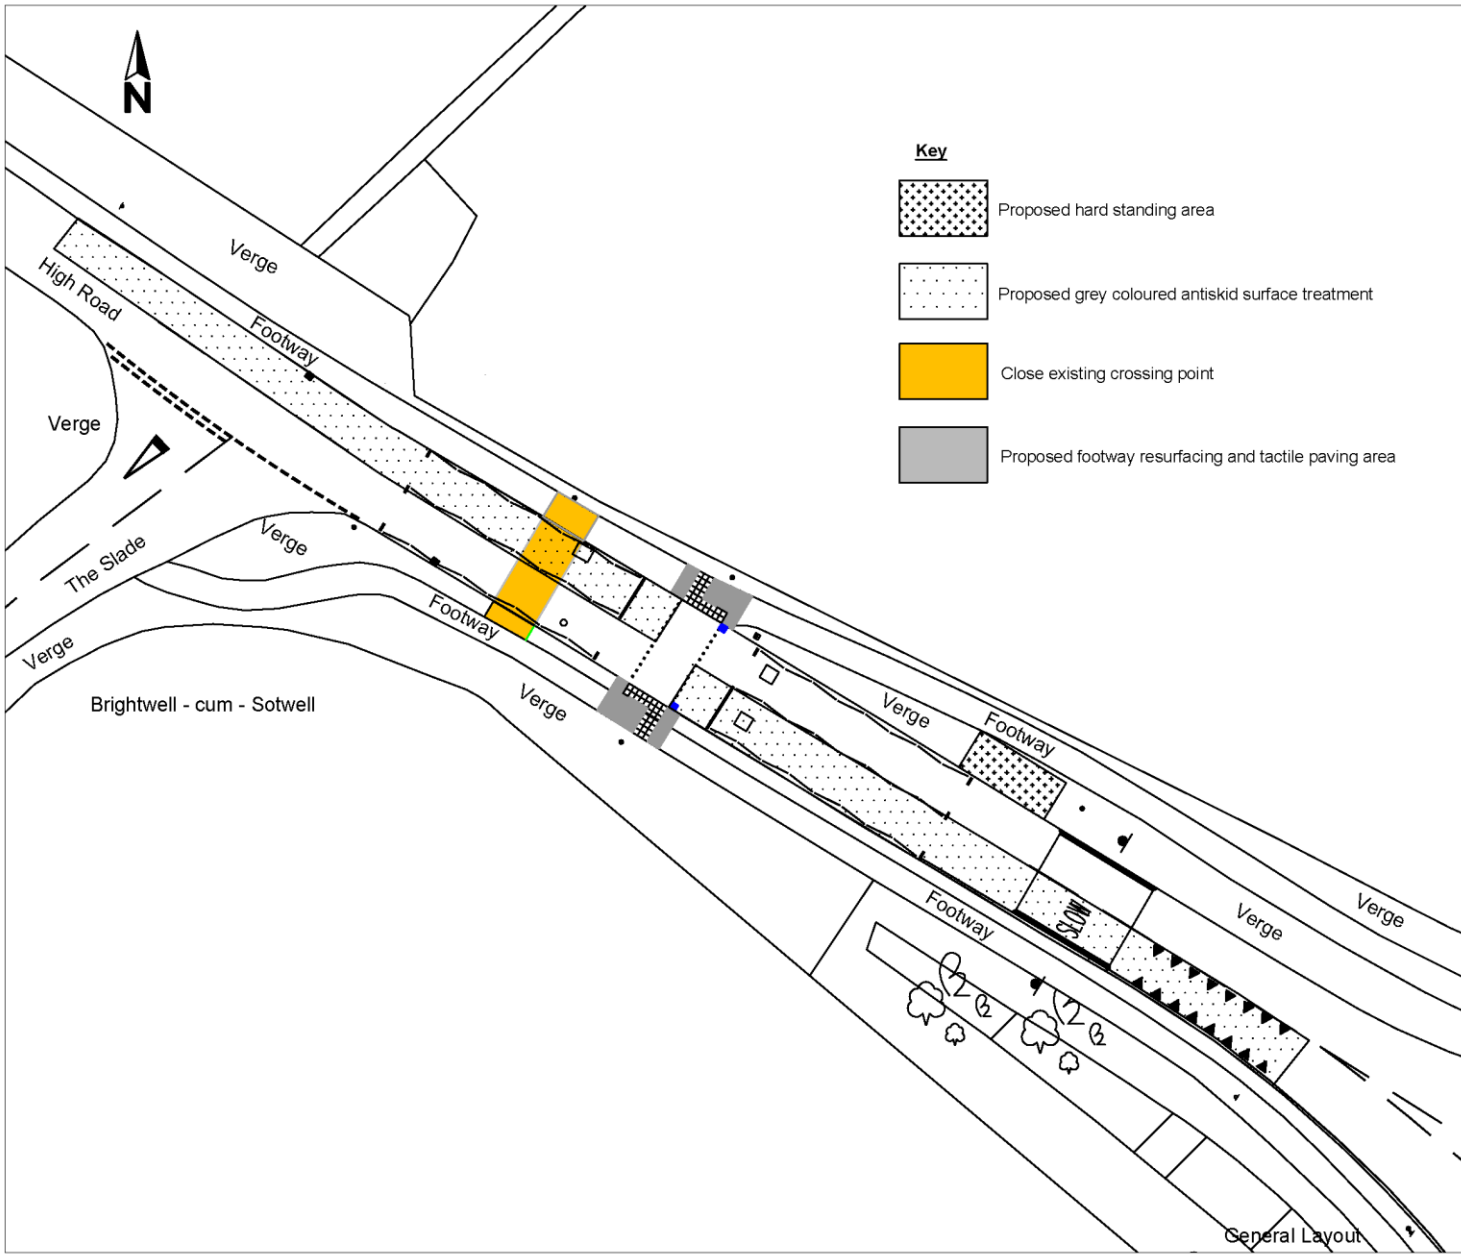 N
Key
Proposed hard standing area
Proposed grey coloured antiskid surface treatment
Close existing crossing point
Proposed footway resurfacing and tactile paving area
Verge
High Road
Footway
Verge
The Slade
Verge
Verge
Footway
Brightwell - cum - Sotwell
Verge
Verge
Footway
Verge
Verge
Footway
SLOW
General Layout